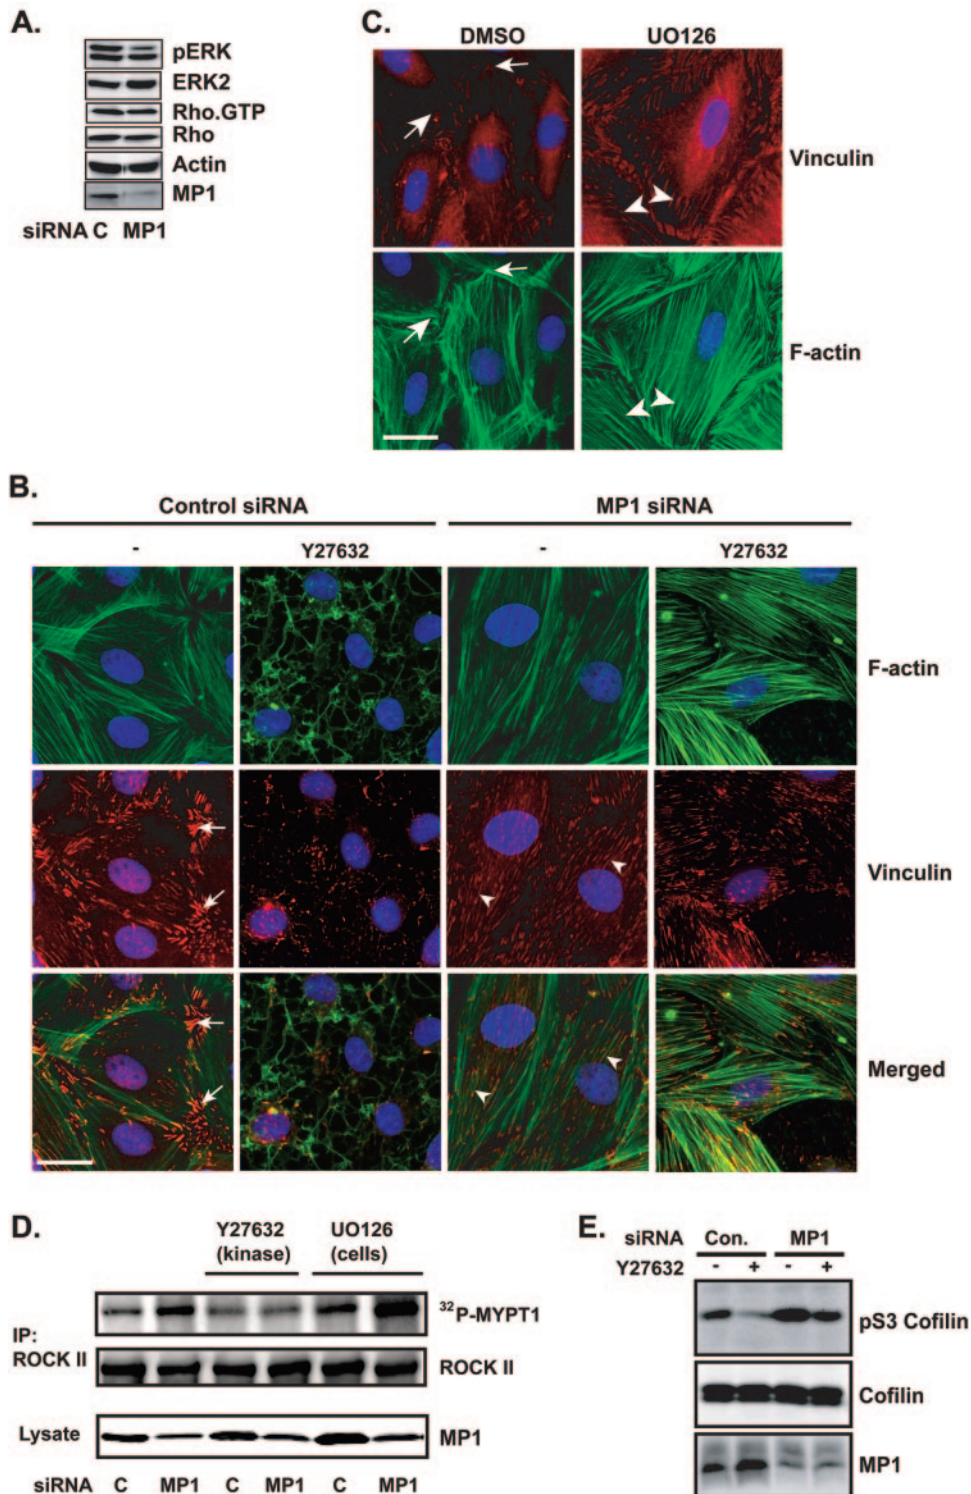 A.
pERK
ERK2
Rho.GTP
Rho
Actin
MP1
siRNA C MP1
C.
DMSO UO126
Vinculin
F-actin
B.
Control siRNA MP1 siRNA
- Y27632 - Y27632
F-actin
Vinculin
Merged
D.
Y27632 (kinase)
UO126 (cells)
IP: ROCK II
32P-MYPT1
ROCK II
Lysate
MP1
siRNA C MP1 C MP1 C MP1
E.
siRNA Con. MP1
Y27632 - + - +
pS3 Cofilin
Cofilin
MP1